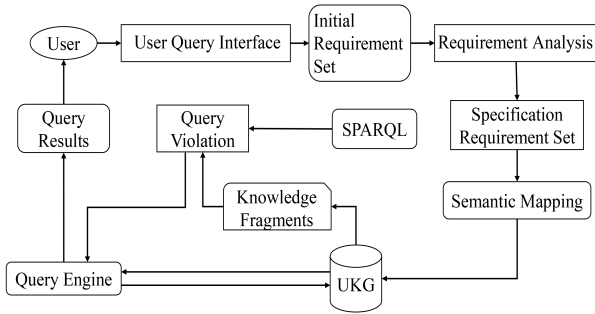 User
User Query Interface
Initial
Requirement
Set
Requirement Analysis
Query
Results
Query
Violation
SPARQL
Specification
Requirement Set
Knowledge
Fragments
Semantic Mapping
Query Engine
UKG